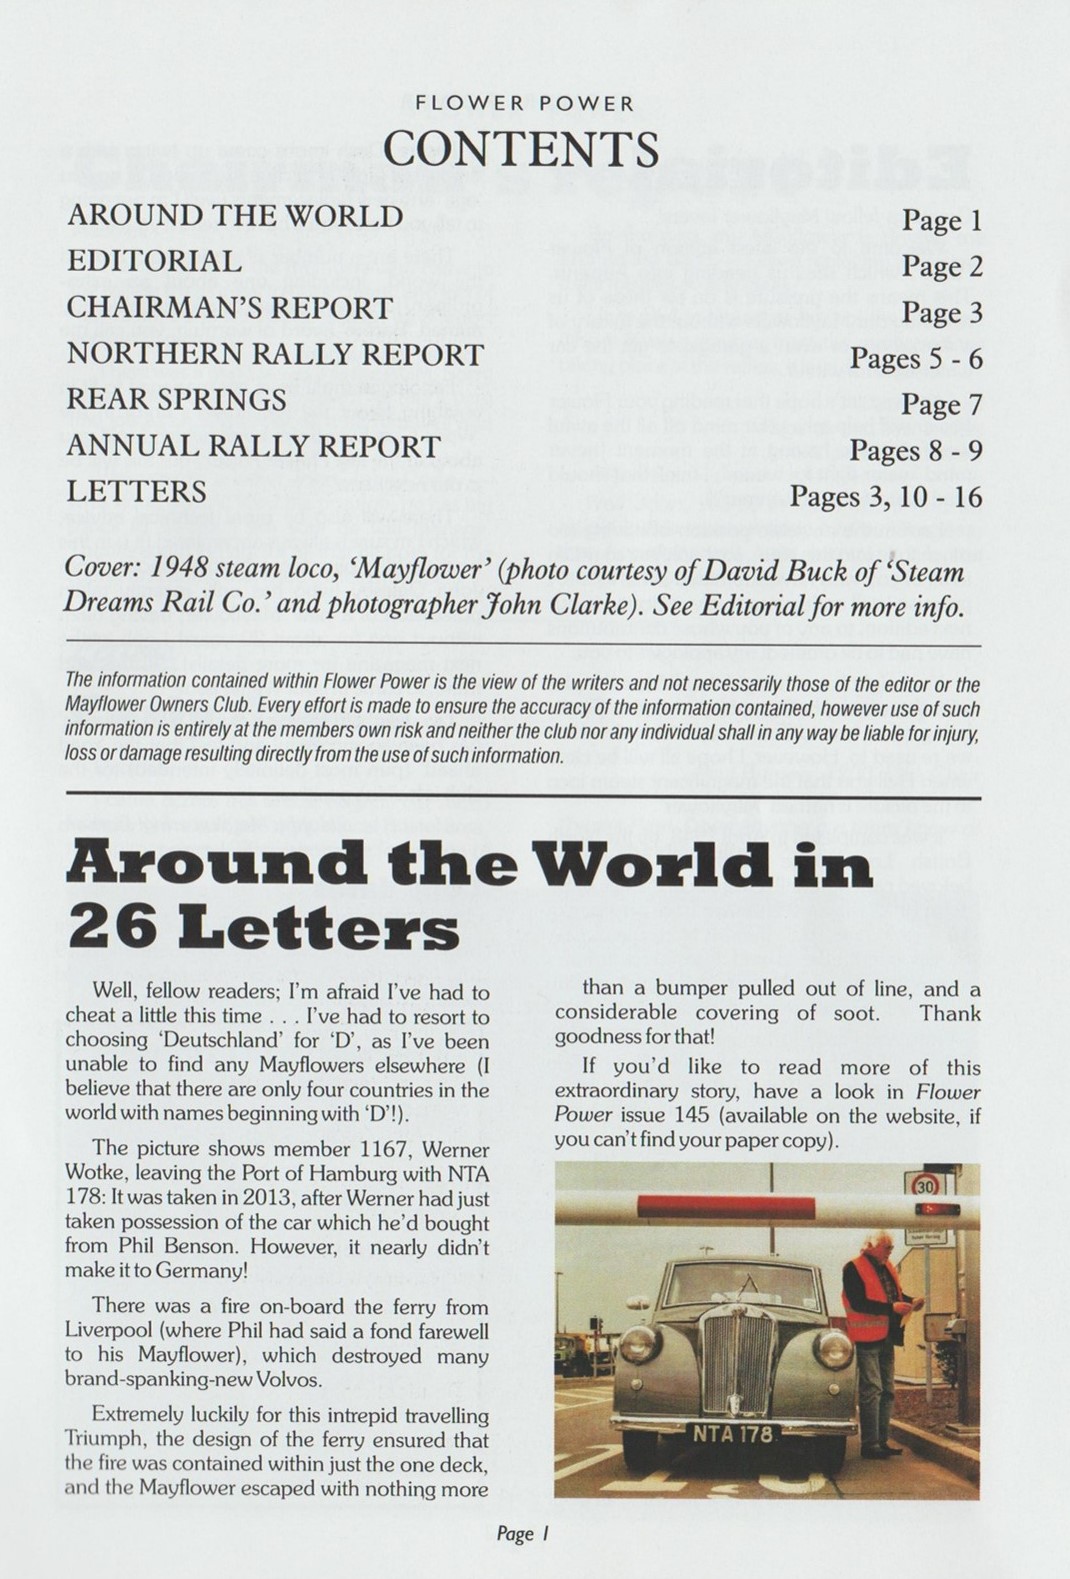 FLOWER POWER
CONTENTS
AROUND THE WORLD Page 1
EDITORIAL Page 2
CHAIRMAN'S REPORT Page 3
NORTHERN RALLY REPORT Pages 5 - 6
REAR SPRINGS Page 7
ANNUAL RALLY REPORT Pages 8 - 9
LETTERS Pages 3, 10 - 16
Cover: 1948 steam loco, 'Mayflower' (photo courtesy of David Buck of 'Steam
Dreams Rail Co.' and photographer John Clarke). See Editorial for more info.
The information contained within Flower Power is the view of the writers and not necessarily those of the editor or the
Mayflower Owners Club. Every effort is made to ensure the accuracy of the information contained, however use of such
information is entirely at the members own risk and neither the club nor any individual shall in any way be liable for injury,
loss or damage resulting directly from the use of such information.
Around the World in
26 Letters
Well, fellow readers; I'm afraid I've had to
cheat a little this time . . . I've had to resort to
choosing 'Deutschland' for 'D', as I've been
unable to find any Mayflowers elsewhere (I
believe that there are only four countries in the
world with names beginning with 'D'!).
The picture shows member 1167, Werner
Wotke, leaving the Port of Hamburg with NTA
178: It was taken in 2013, after Werner had just
taken possession of the car which he'd bought
from Phil Benson. However, it nearly didn't
make it to Germany!
There was a fire on-board the ferry from
Liverpool (where Phil had said a fond farewell
to his Mayflower), which destroyed many
brand-spanking-new Volvos.
Extremely luckily for this intrepid travelling
Triumph, the design of the ferry ensured that
the fire was contained within just the one deck,
and the Mayflower escaped with nothing more
than a bumper pulled out of line, and a
considerable covering of soot. Thank
goodness for that!
If you'd like to read more of this
extraordinary story, have a look in Flower
Power issue 145 (available on the website, if
you can't find your paper copy).
30
NTA 178
Page 1